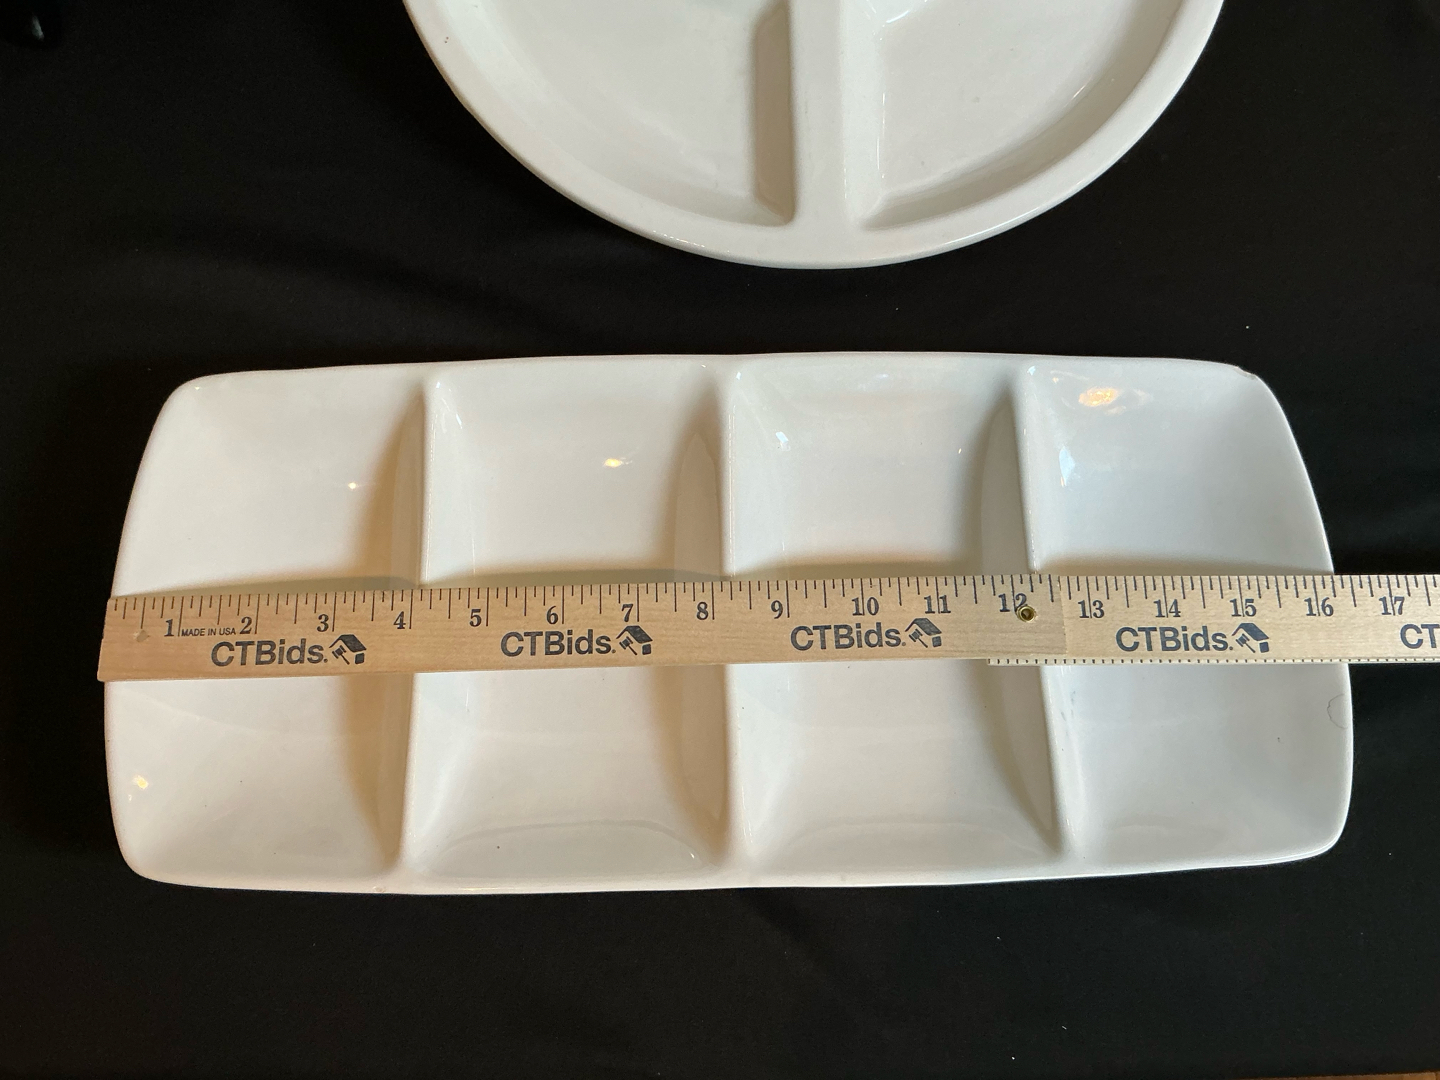 1 2 3 4 5 6 7 8 9 10 11 12 13 14 15 16 17
MADE IN USA
CTBids. CTBids. CTBids. CTBids. CT